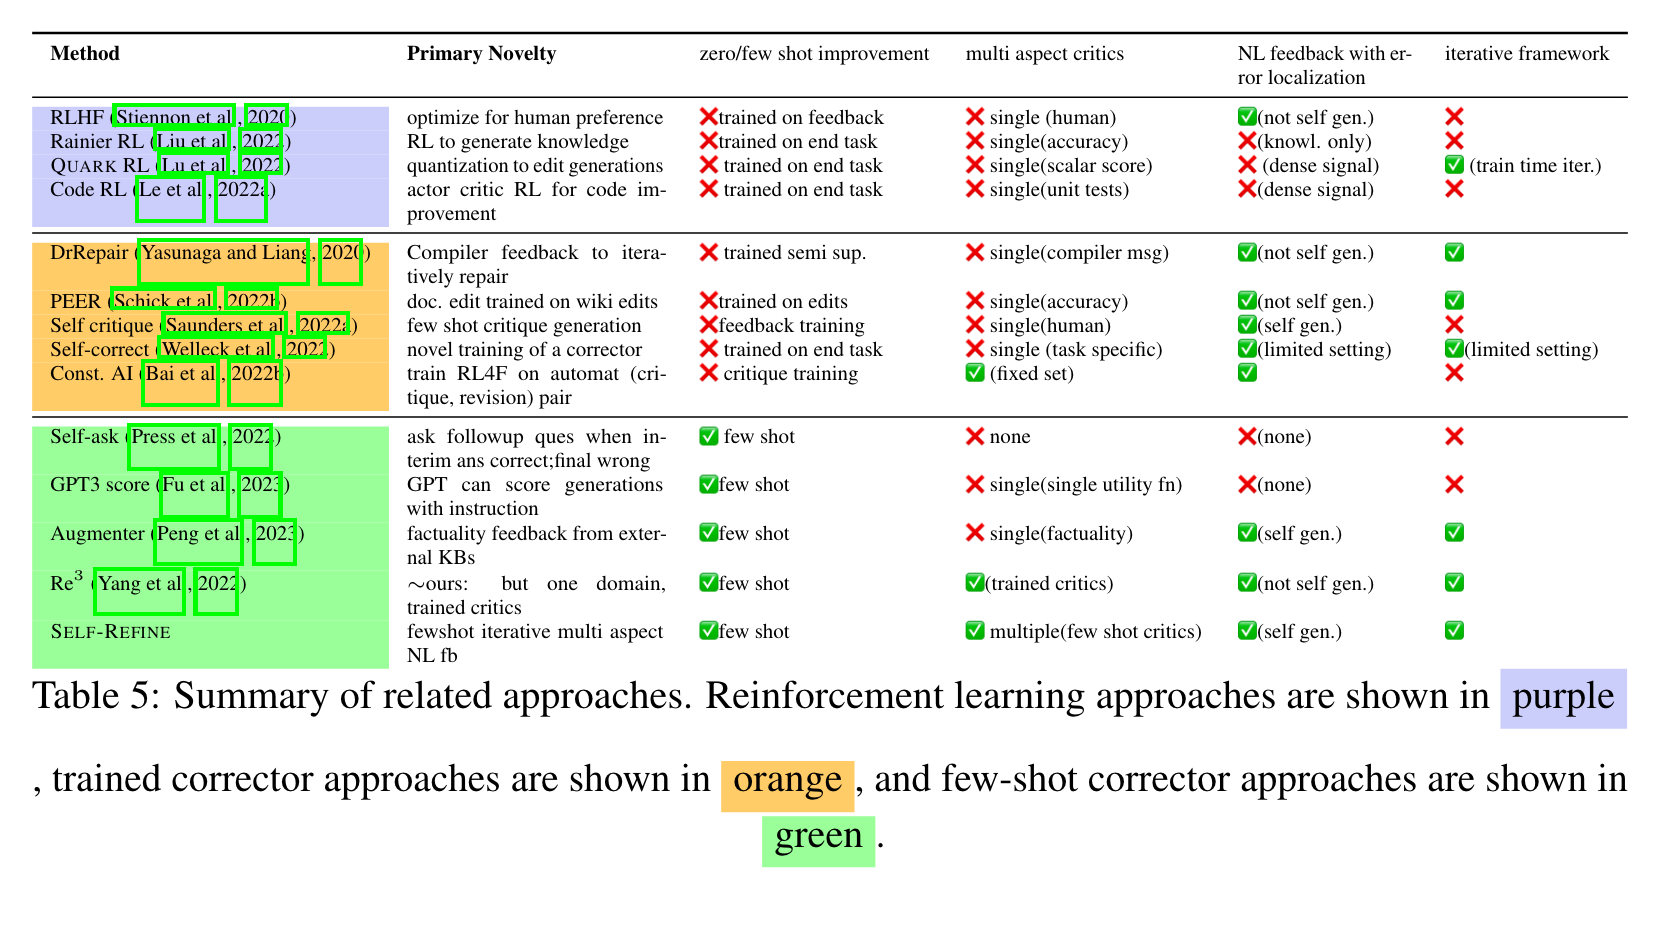 Method Primary Novelty zero/few shot improvement multi aspect critics NL feedback with er- iterative framework
ror localization
RLHF (Stiennon et al., 2020) optimize for human preference ❌trained on feedback ❌ single (human) ✅(not self gen.) ❌
Rainier RL (Liu et al., 2022) RL to generate knowledge ❌trained on end task ❌ single(accuracy) ❌(knowl. only) ❌
QUARK RL (Lu et al., 2022) quantization to edit generations ❌ trained on end task ❌ single(scalar score) ❌ (dense signal) ✅ (train time iter.)
Code RL (Le et al., 2022a) actor critic RL for code im- ❌ trained on end task ❌ single(unit tests) ❌(dense signal) ❌
provement
DrRepair (Yasunaga and Liang, 2020) Compiler feedback to itera- ❌ trained semi sup. ❌ single(compiler msg) ✅(not self gen.) ✅
tively repair
PEER (Schick et al., 2022b) doc. edit trained on wiki edits ❌trained on edits ❌ single(accuracy) ✅(not self gen.) ✅
Self critique (Saunders et al., 2022a) few shot critique generation ❌feedback training ❌ single(human) ✅(self gen.) ❌
Self-correct (Welleck et al., 2022) novel training of a corrector ❌ trained on end task ❌ single (task specific) ✅(limited setting) ✅(limited setting)
Const. AI (Bai et al., 2022b) train RL4F on automat (cri- ❌ critique training ✅ (fixed set) ✅ ❌
tique, revision) pair
Self-ask (Press et al., 2022) ask followup ques when in- ✅ few shot ❌ none ❌(none) ❌
terim ans correct;final wrong
GPT3 score (Fu et al., 2023) GPT can score generations ✅few shot ❌ single(single utility fn) ❌(none) ❌
with instruction
Augmenter (Peng et al., 2023) factuality feedback from exter- ✅few shot ❌ single(factuality) ✅(self gen.) ✅
nal KBs
Re³ (Yang et al., 2022) ∼ours: but one domain, ✅few shot ✅(trained critics) ✅(not self gen.) ✅
trained critics
SELF-REFINE fewshot iterative multi aspect ✅few shot ✅ multiple(few shot critics) ✅(self gen.) ✅
NL fb
Table 5: Summary of related approaches. Reinforcement learning approaches are shown in purple
, trained corrector approaches are shown in orange , and few-shot corrector approaches are shown in
green .